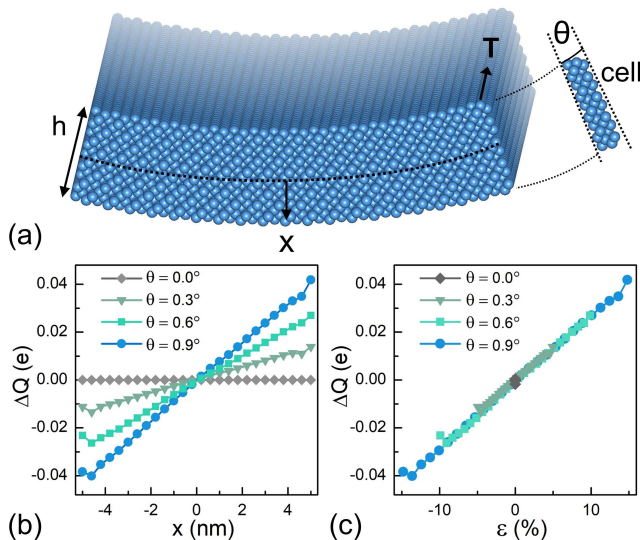 T
θ
cell
h
x
(a)
θ = 0.0°
θ = 0.3°
θ = 0.6°
θ = 0.9°
0.04
0.02
0.00
-0.02
-0.04
ΔQ (e)
-4 -2 0 2 4
x (nm)
(b)
θ = 0.0°
θ = 0.3°
θ = 0.6°
θ = 0.9°
0.04
0.02
0.00
-0.02
-0.04
ΔQ (e)
-10 0 10
ε (%)
(c)